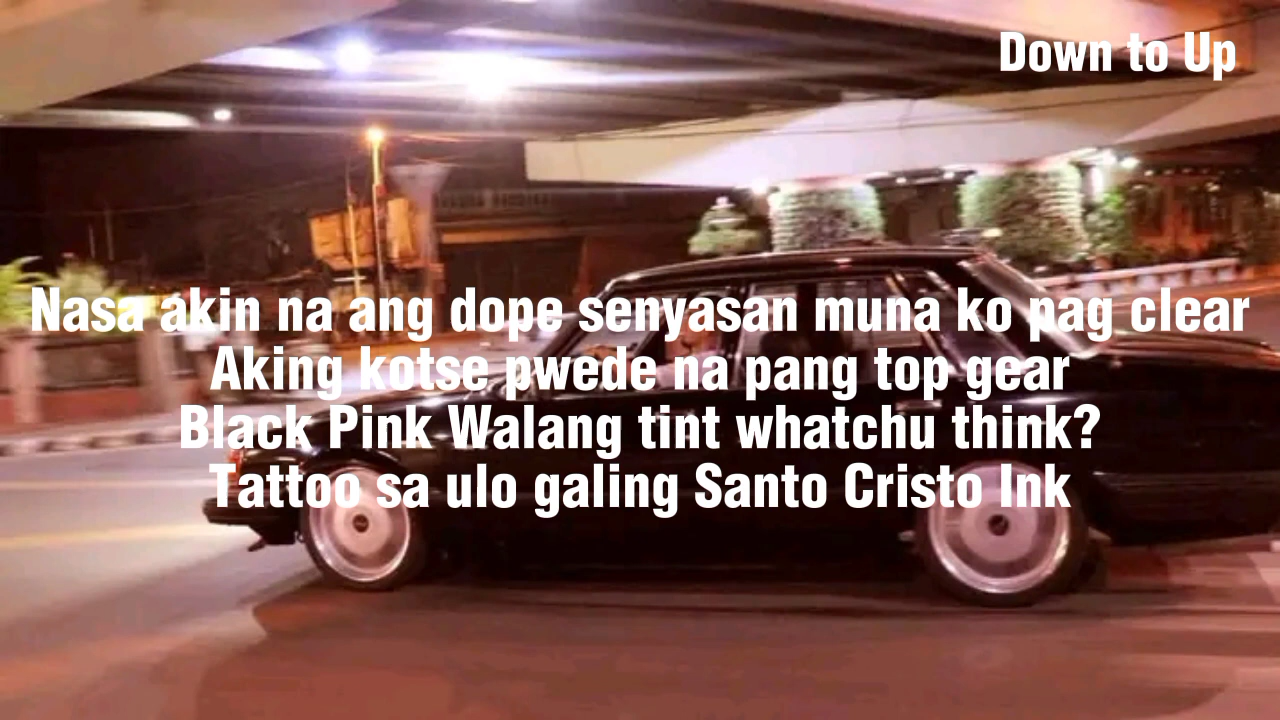 Down to Up
Nasa akin na ang dope senyasan muna ko pag clear
Aking kotse pwede na pang top gear
Black Pink Walang tint whatchu think?
Tattoo sa ulo galing Santo Cristo Ink